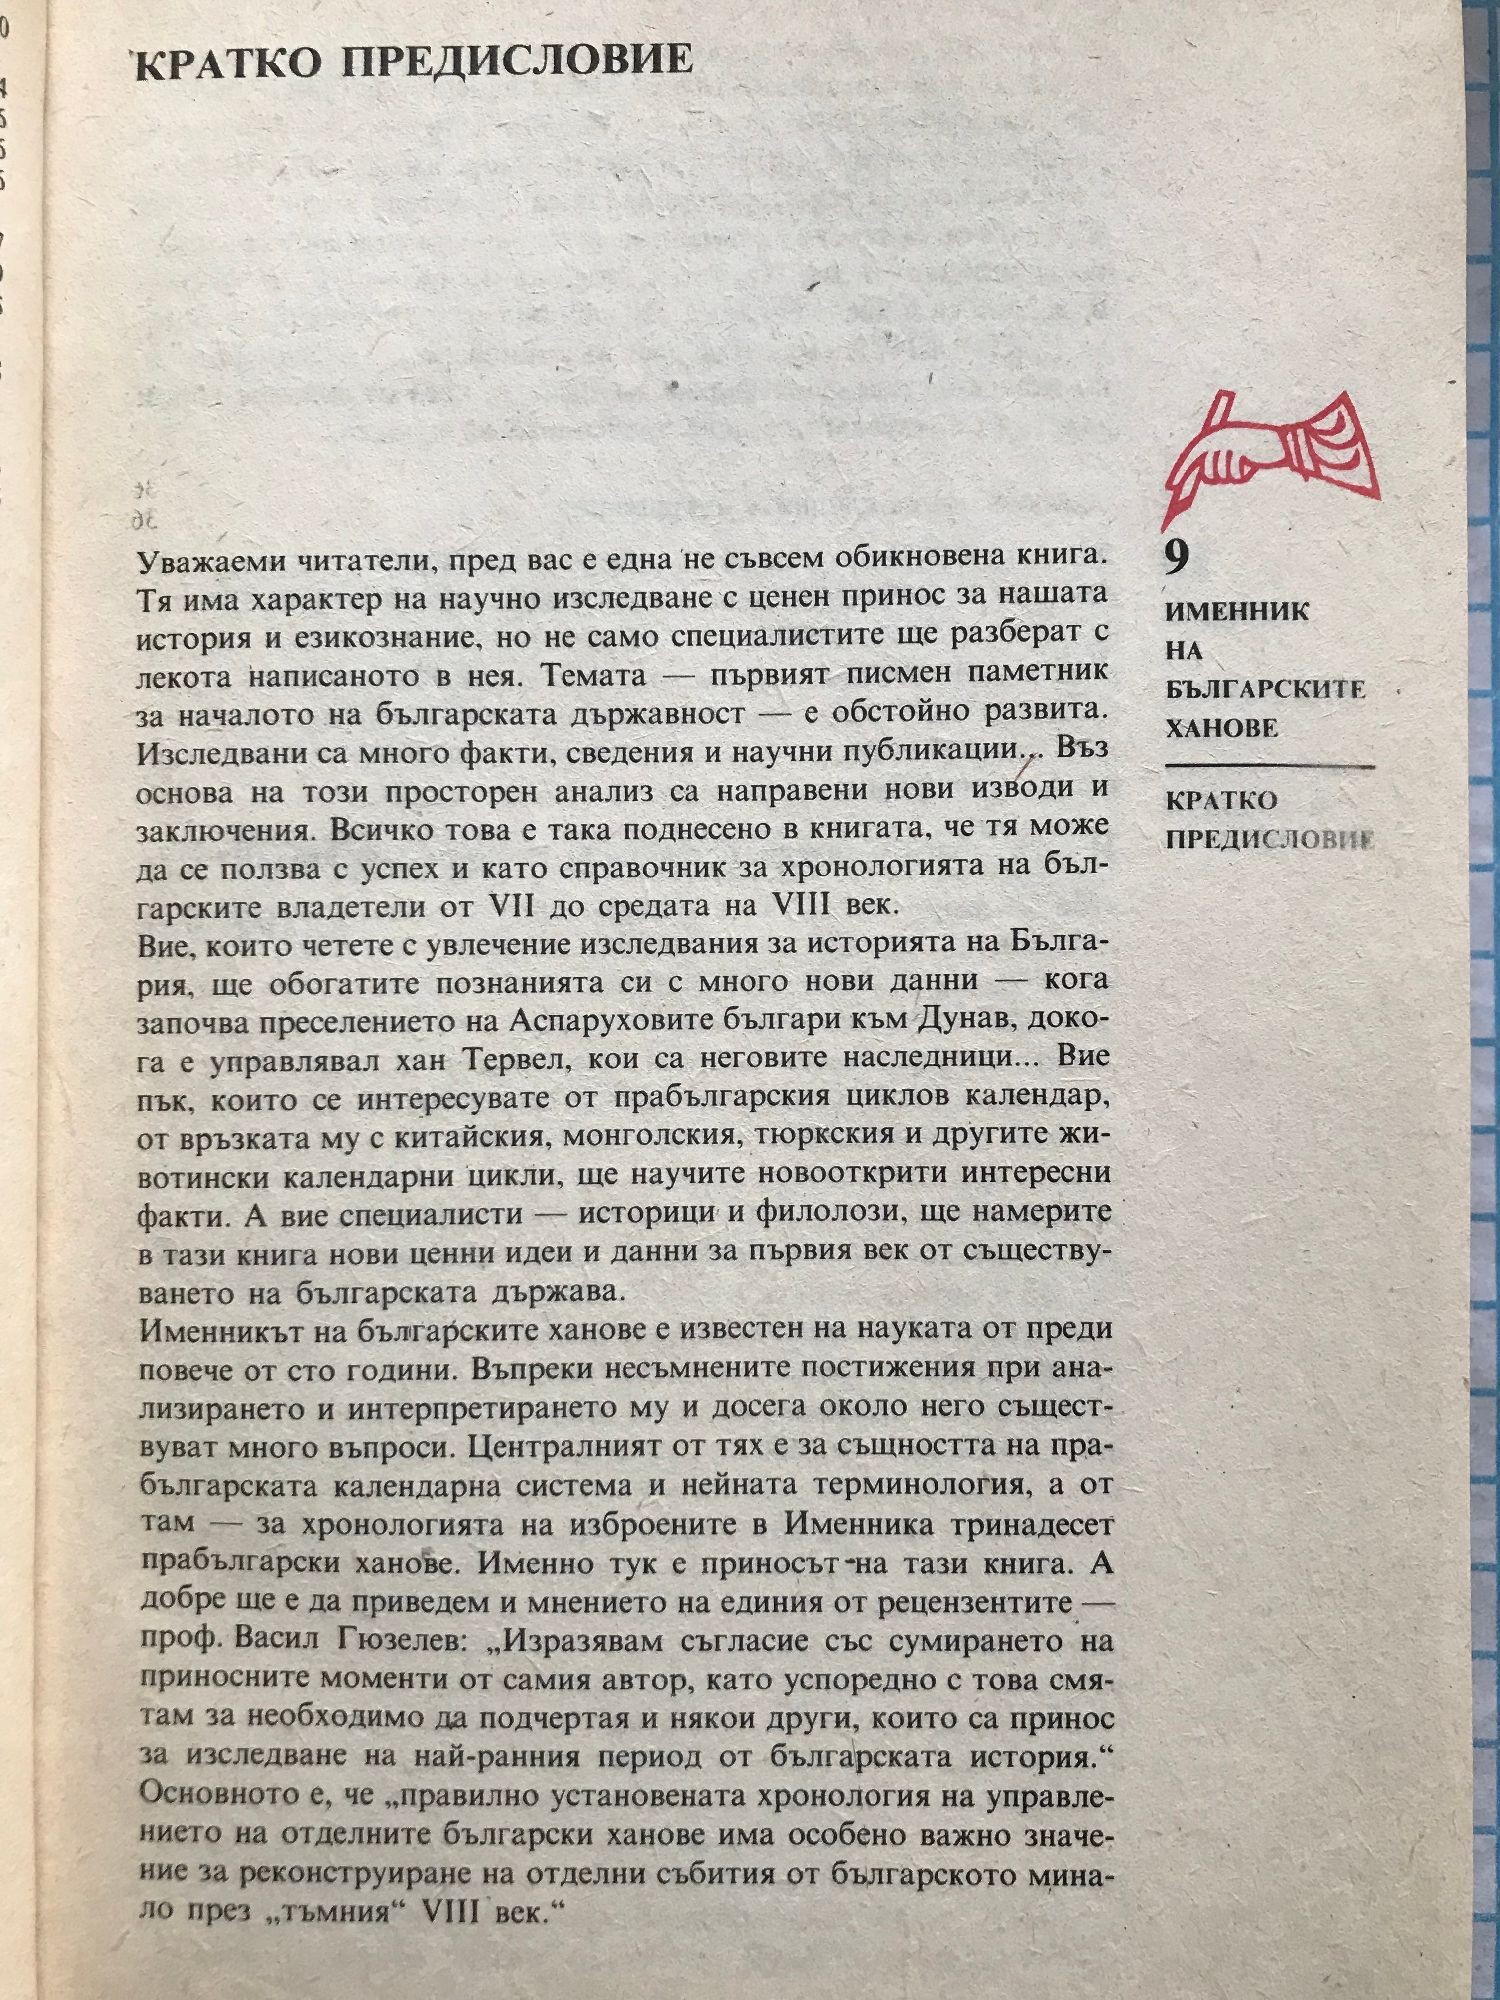 КРАТКО ПРЕДИСЛОВИЕ
Уважаеми читатели, пред вас е една не съвсем обикновена книга.
Тя има характер на научно изследване с ценен принос за нашата
история и езикознание, но не само специалистите ще разберат с
лекота написаното в нея. Темата — първият писмен паметник
за началото на българската държавност — е обстойно развита.
Изследвани са много факти, сведения и научни публикации... Въз
основа на този просторен анализ са направени нови изводи и
заключения. Всичко това е така поднесено в книгата, че тя може
да се ползва с успех и като справочник за хронологията на бъл-
гарските владетели от VII до средата на VIII век.
Вие, които четете с увлечение изследвания за историята на Бълга-
рия, ще обогатите познанията си с много нови данни — кога
започва преселението на Аспаруховите българи към Дунав, доко-
га е управлявал хан Тервел, кои са неговите наследници... Вие
пък, които се интересувате от прабългарския циклов календар,
от връзката му с китайския, монголския, тюркския и другите жи-
вотински календарни цикли, ще научите новооткрити интересни
факти. А вие специалисти — историци и филолози, ще намерите
в тази книга нови ценни идеи и данни за първия век от съществу-
ването на българската държава.
Именникът на българските ханове е известен на науката от преди
повече от сто години. Въпреки несъмнените постижения при ана-
лизирането и интерпретирането му и досега около него същест-
вуват много въпроси. Централният от тях е за същността на пра-
българската календарна система и нейната терминология, а от
там — за хронологията на изброените в Именника тринадесет
прабългарски ханове. Именно тук е приносът на тази книга. А
добре ще е да приведем и мнението на единия от рецензентите —
проф. Васил Гюзелев: „Изразявам съгласие със сумирането на
приносните моменти от самия автор, като успоредно с това смя-
там за необходимо да подчертая и някои други, които са принос
за изследване на най-ранния период от българската история.“
Основното е, че „правилно установената хронология на управле-
нието на отделните български ханове има особено важно значе-
ние за реконструиране на отделни събития от българското мина-
ло през „тъмния“ VIII век.“
9
ИМЕННИК
НА
БЪЛГАРСКИТЕ
ХАНОВЕ
КРАТКО
ПРЕДИСЛОВИЕ